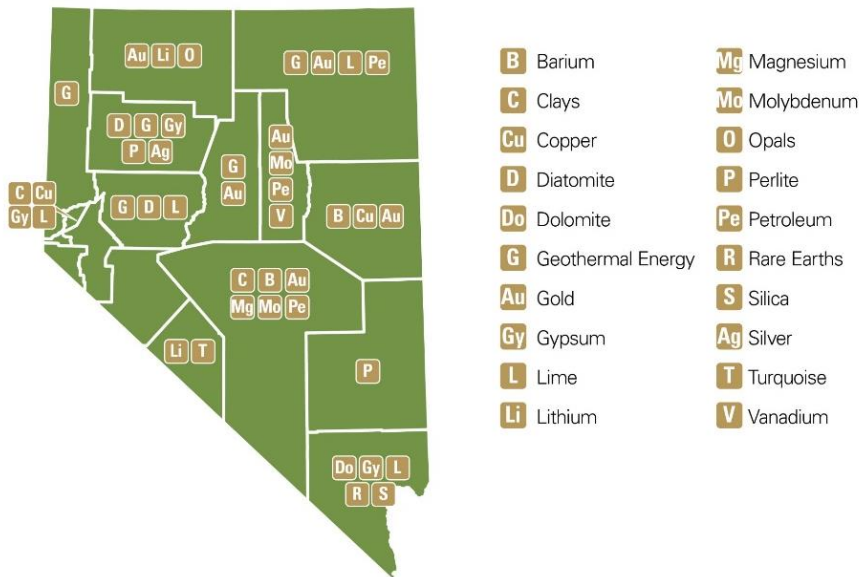 Au Li O
G Au L Pe
G
D G Gy
P Ag
G
Au
Au
Mo
Pe
V
C Cu
Gy L
G D L
B Cu Au
C B Au
Mg Mo Pe
Li T
P
Do Gy L
R S
B Barium
C Clays
Cu Copper
D Diatomite
Do Dolomite
G Geothermal Energy
Au Gold
Gy Gypsum
L Lime
Li Lithium
Mg Magnesium
Mo Molybdenum
O Opals
P Perlite
Pe Petroleum
R Rare Earths
S Silica
Ag Silver
T Turquoise
V Vanadium